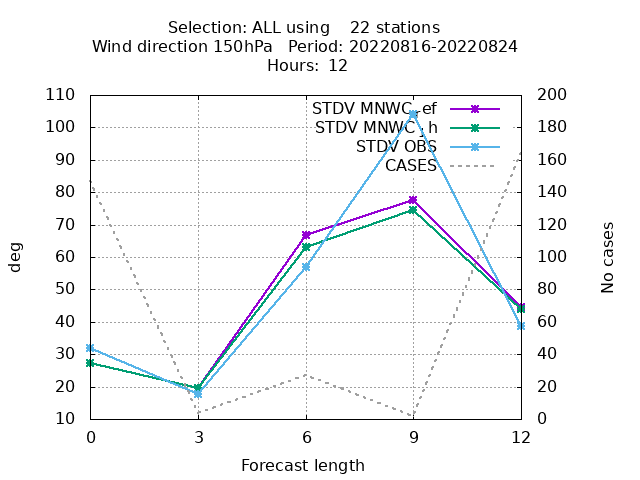 Selection: ALL using    22 stations
Wind direction 150hPa   Period: 20220816-20220824
Hours:  12
STDV MNWC_ef
STDV MNWC_h
STDV OBS
CASES
110
100
90
80
70
60
50
40
30
20
10
200
180
160
140
120
100
80
60
40
20
0
deg
No cases
0 3 6 9 12
Forecast length